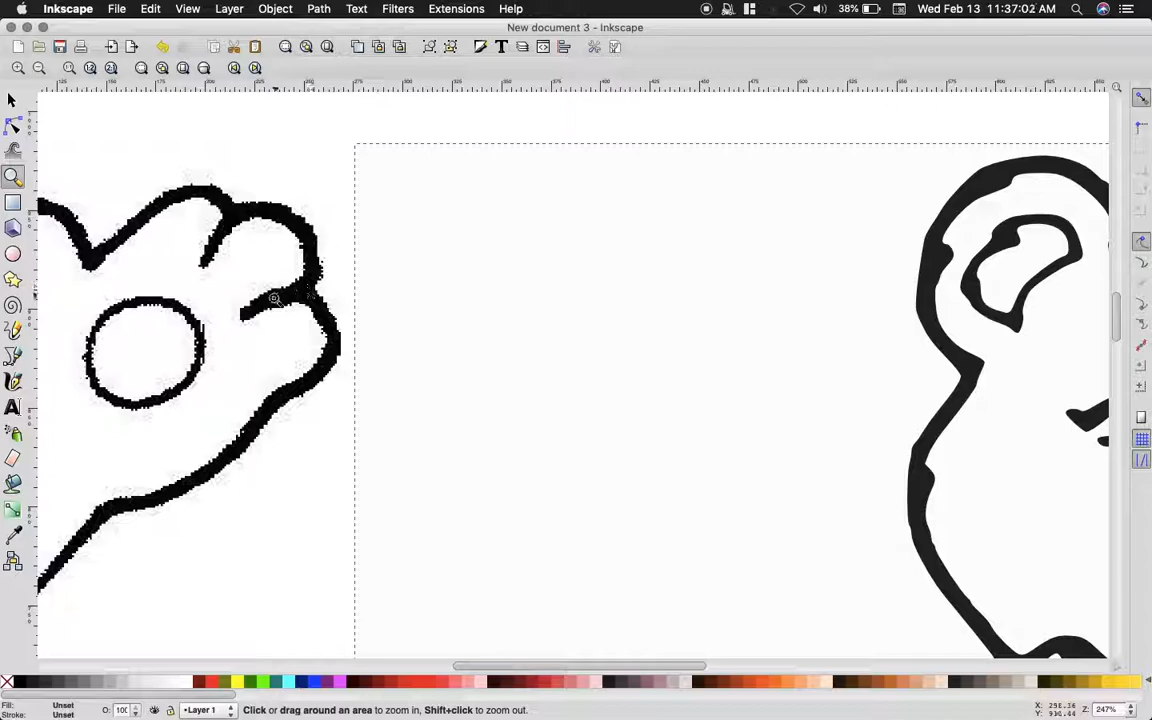 Inkscape File Edit View Layer Object Path Text Filters Extensions Help 38% Wed Feb 13 11:37:02 AM
New document 3 - Inkscape
Fill: Unset O: 100 Layer 1 Click or drag around an area to zoom in, Shift+click to zoom out. X: Z: 247%
Stroke: Unset Y: